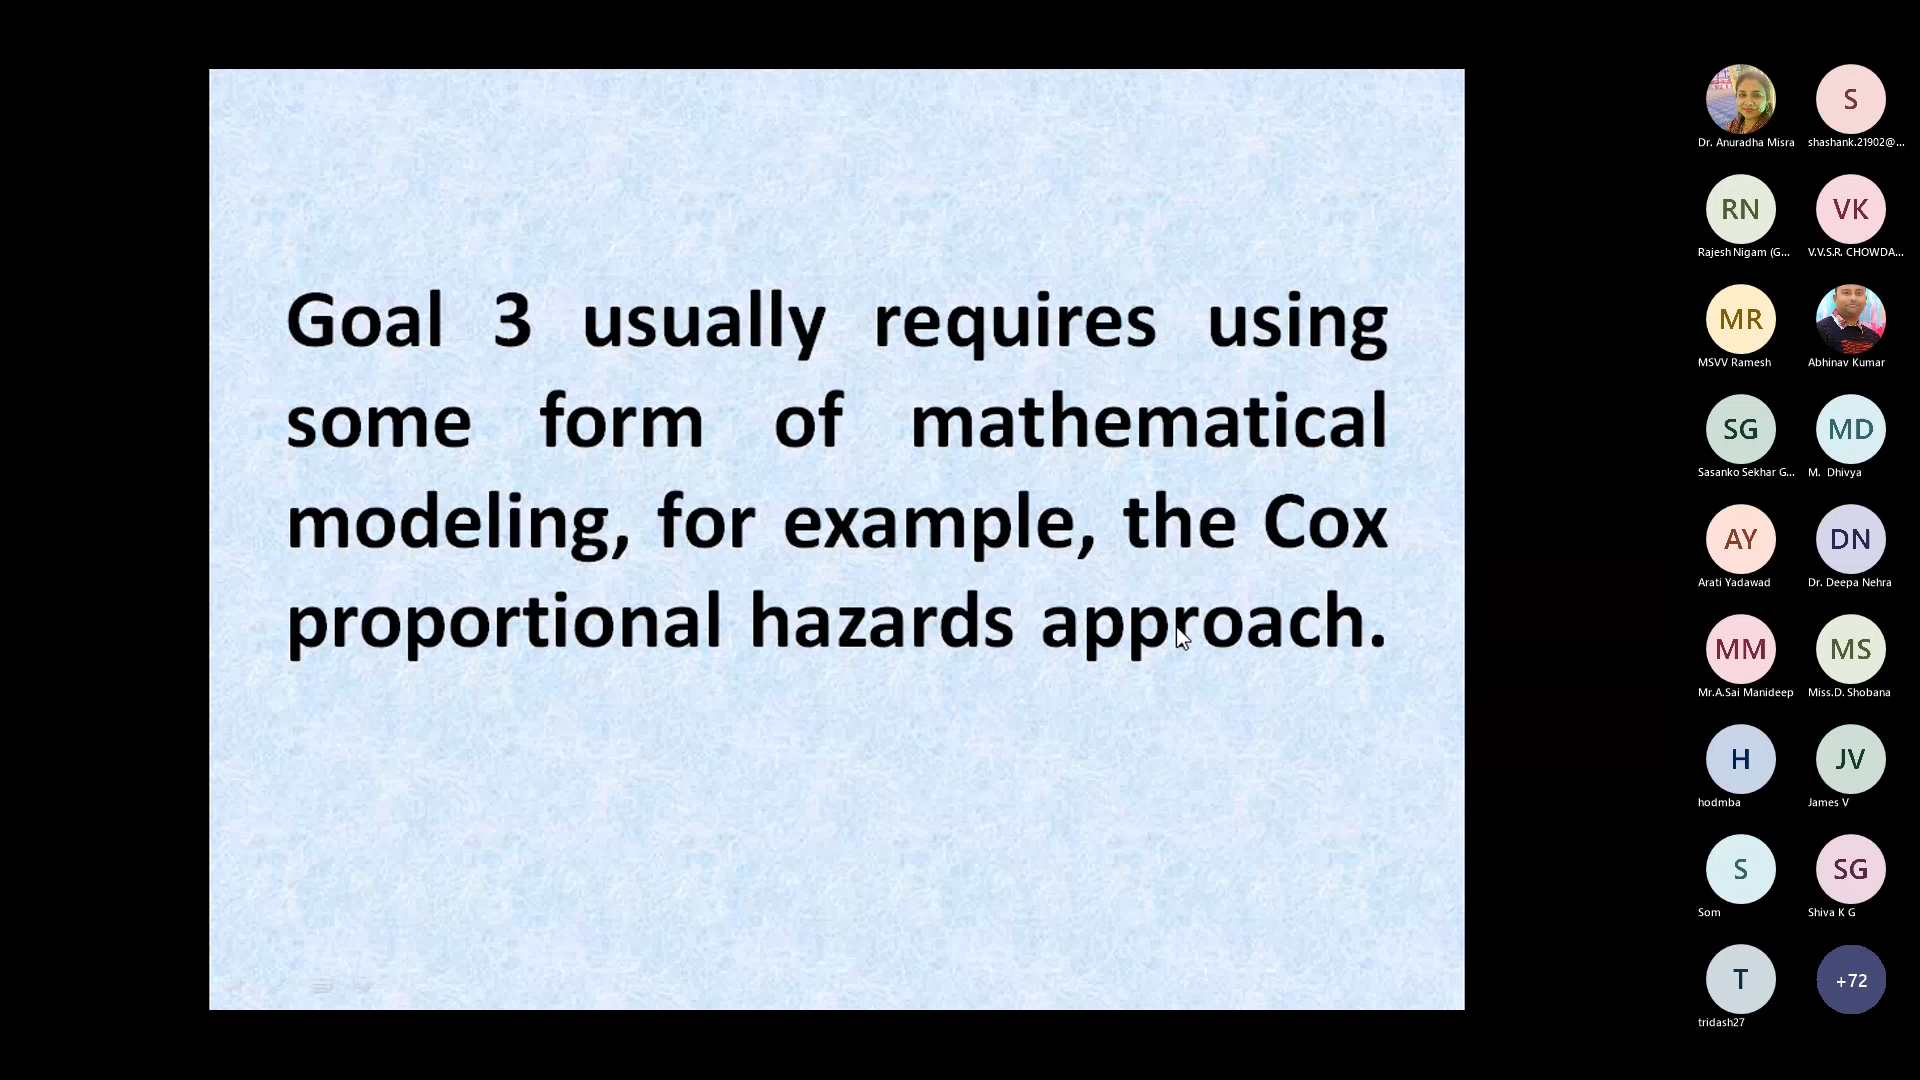 Goal 3 usually requires using
some form of mathematical
modeling, for example, the Cox
proportional hazards approach.
Dr. Anuradha Misra
S
shashank.21902@...
RN
Rajesh Nigam (G...
VK
V.V.S.R. CHOWDA...
MR
MSVV Ramesh
Abhinav Kumar
SG
Sasanko Sekhar G...
MD
M. Dhivya
AY
Arati Yadawad
DN
Dr. Deepa Nehra
MM
Mr.A.Sai Manideep
MS
Miss.D. Shobana
H
hodmba
JV
James V
S
Som
SG
Shiva K G
T
tridash27
+72